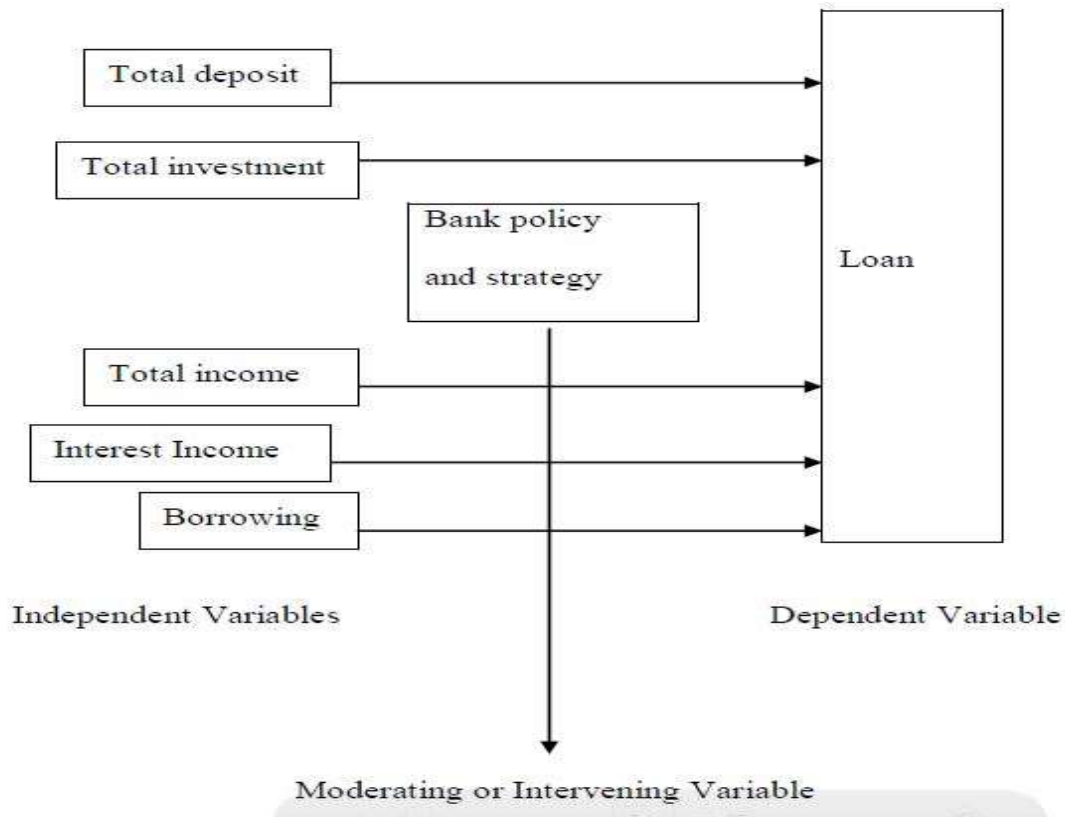 Total deposit
Total investment
Bank policy
and strategy
Loan
Total income
Interest Income
Borrowing
Independent Variables
Dependent Variable
Moderating or Intervening Variable